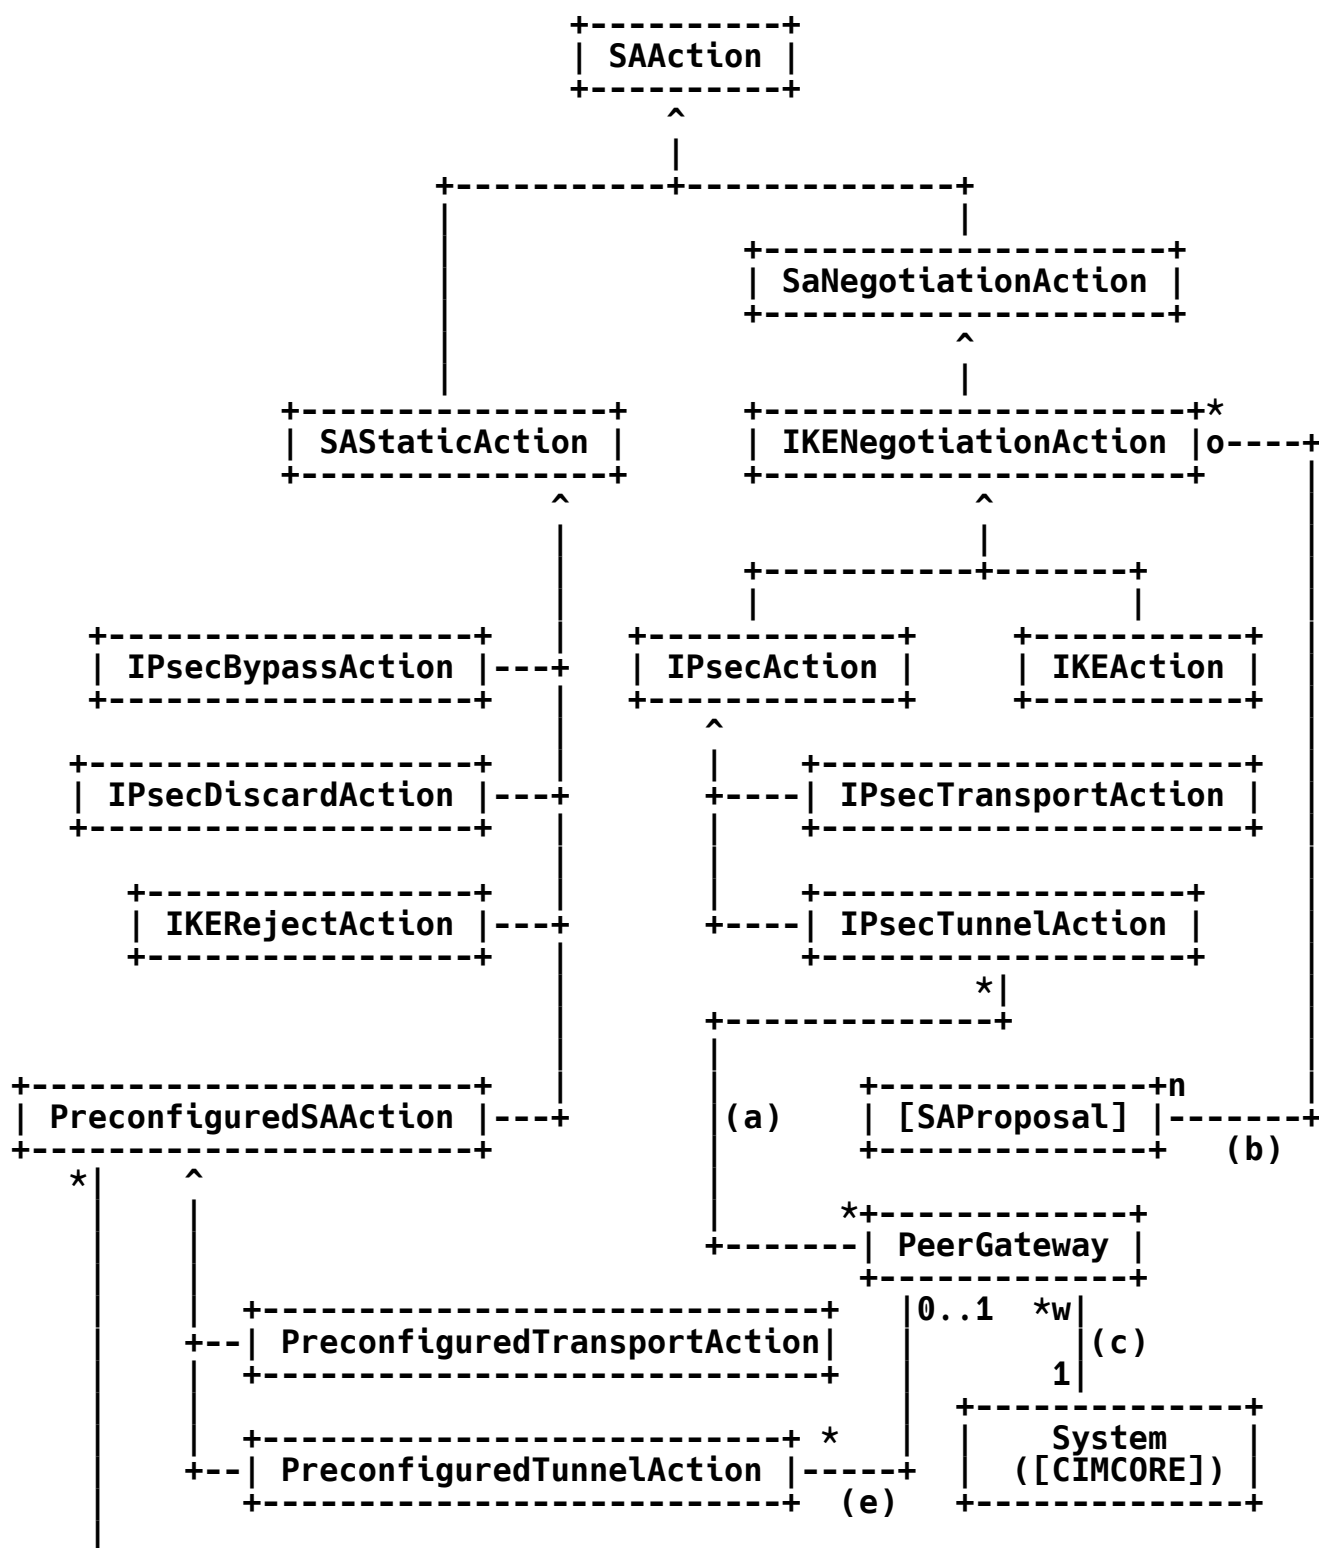 SAAction
SaNegotiationAction
*
SAStaticAction
IKENegotiationAction
o
IPsecBypassAction
IPsecAction
IKEAction
IPsecDiscardAction
IPsecTransportAction
IKERejectAction
IPsecTunnelAction
*
n
PreconfiguredSAAction
(a)
[SAProposal]
(b)
*
*
PeerGateway
0..1
*w
PreconfiguredTransportAction
(c)
1
*
System
PreconfiguredTunnelAction
([CIMCORE])
(e)